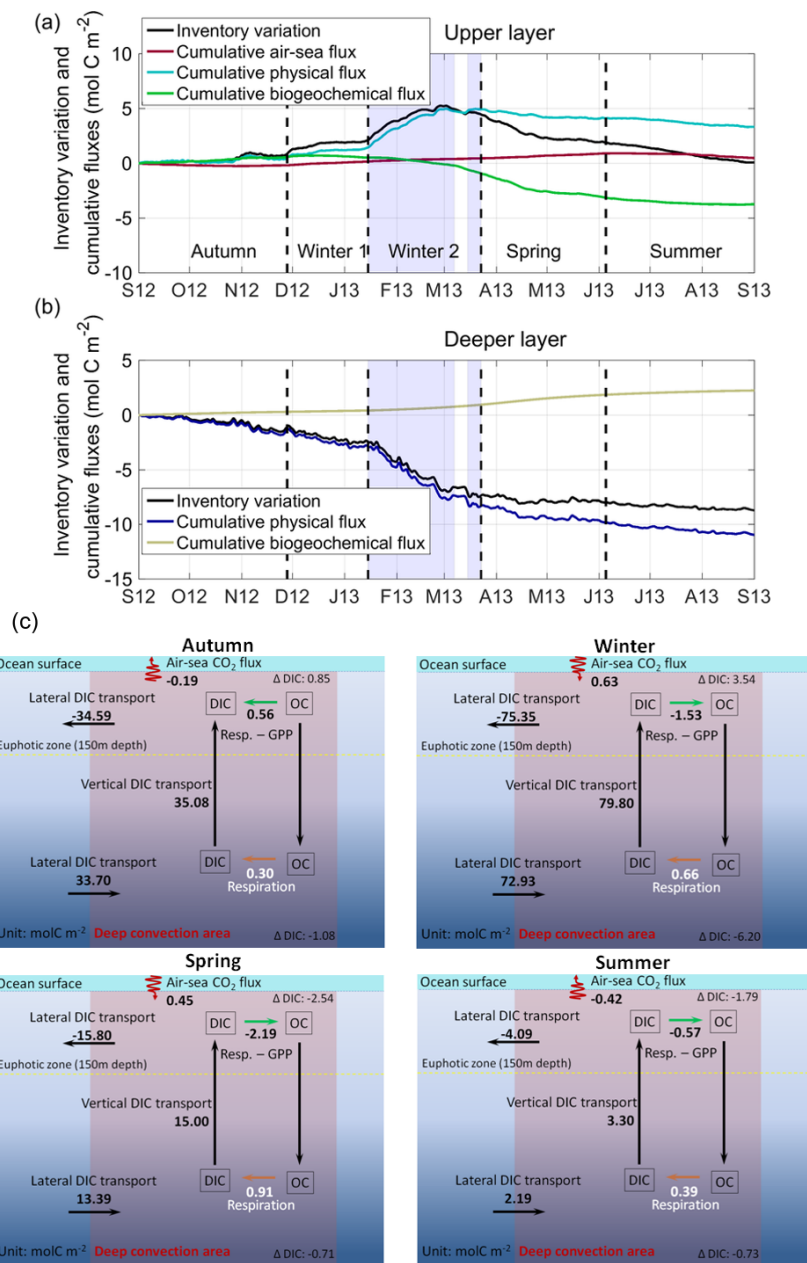 (a)
Upper layer
Inventory variation and
cumulative fluxes (mol C m-2)
Inventory variation
Cumulative air-sea flux
Cumulative physical flux
Cumulative biogeochemical flux
10
5
0
-5
-10
Autumn
Winter 1
Winter 2
Spring
Summer
S12 O12 N12 D12 J13 F13 M13 A13 M13 J13 J13 A13 S13
(b)
Deeper layer
Inventory variation and
cumulative fluxes (mol C m-2)
5
0
-5
-10
-15
Inventory variation
Cumulative physical flux
Cumulative biogeochemical flux
S12 O12 N12 D12 J13 F13 M13 A13 M13 J13 J13 A13 S13
(c)
Autumn
Ocean surface
Air-sea CO2 flux
-0.19
Δ DIC: 0.85
Lateral DIC transport
-34.59
DIC
0.56
OC
Resp. – GPP
Euphotic zone (150m depth)
Vertical DIC transport
35.08
Lateral DIC transport
33.70
DIC
0.30
OC
Respiration
Unit: molC m-2
Deep convection area
Δ DIC: -1.08
Winter
Ocean surface
Air-sea CO2 flux
0.63
Δ DIC: 3.54
Lateral DIC transport
-75.35
DIC
-1.53
OC
Resp. – GPP
Euphotic zone (150m depth)
Vertical DIC transport
79.80
Lateral DIC transport
72.93
DIC
0.66
OC
Respiration
Unit: molC m-2
Deep convection area
Δ DIC: -6.20
Spring
Ocean surface
Air-sea CO2 flux
0.45
Δ DIC: -2.54
Lateral DIC transport
-15.80
DIC
-2.19
OC
Resp. – GPP
Euphotic zone (150m depth)
Vertical DIC transport
15.00
Lateral DIC transport
13.39
DIC
0.91
OC
Respiration
Unit: molC m-2
Deep convection area
Δ DIC: -0.71
Summer
Ocean surface
Air-sea CO2 flux
-0.42
Δ DIC: -1.79
Lateral DIC transport
-4.09
DIC
-0.57
OC
Resp. – GPP
Euphotic zone (150m depth)
Vertical DIC transport
3.30
Lateral DIC transport
2.19
DIC
0.39
OC
Respiration
Unit: molC m-2
Deep convection area
Δ DIC: -0.73